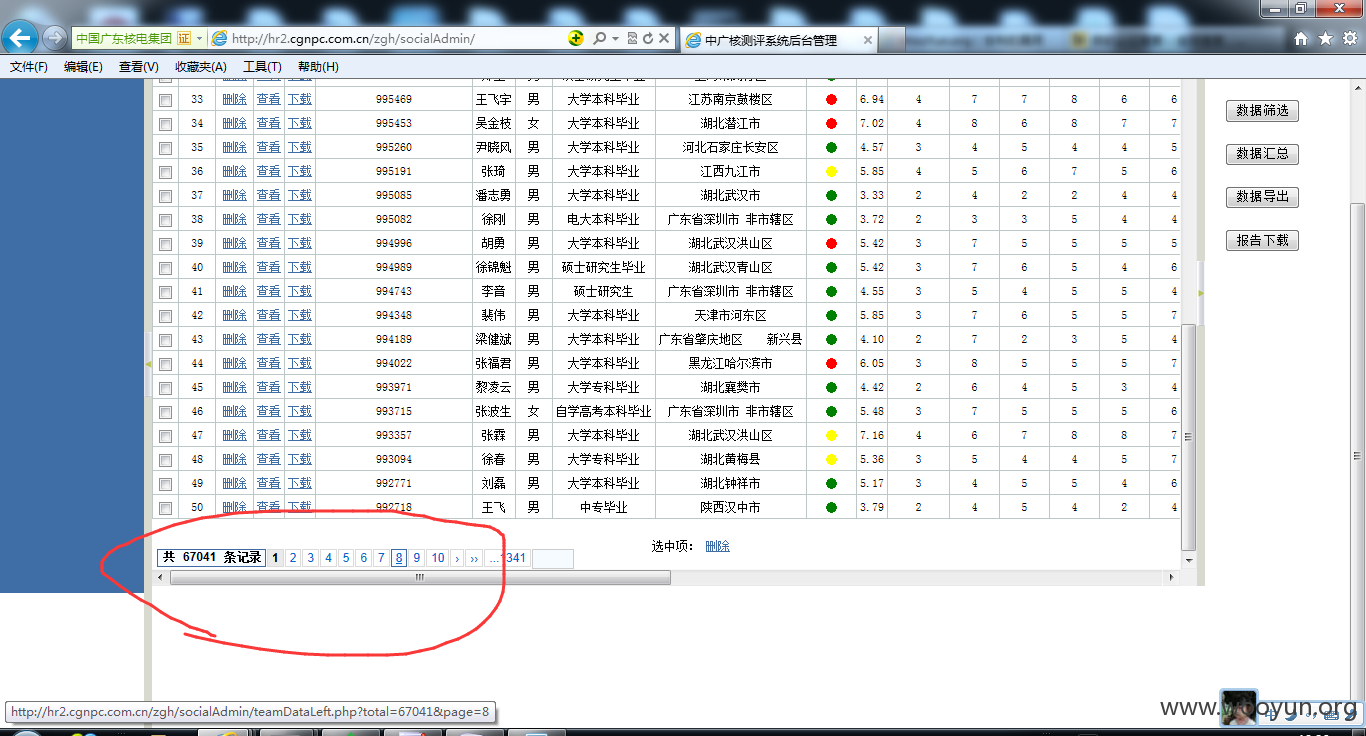 中国广东核电集团 证 http://hr2.cgnpc.com.cn/zgh/socialAdmin/ 中广核测评系统后台管理
文件(F) 编辑(E) 查看(V) 收藏夹(A) 工具(T) 帮助(H)
33 删除 查看 下载 995469 王飞宇 男 大学本科毕业 江苏南京鼓楼区 6.94 4 7 7 8 6 6
34 删除 查看 下载 995453 吴金枝 女 大学本科毕业 湖北潜江市 7.02 4 8 6 8 7 7
35 删除 查看 下载 995260 尹晓风 男 大学本科毕业 河北石家庄长安区 4.57 3 4 5 4 4 5
36 删除 查看 下载 995191 张琦 男 大学本科毕业 江西九江市 5.85 4 5 6 7 5 6
37 删除 查看 下载 995085 潘志勇 男 大学本科毕业 湖北武汉市 3.33 2 4 2 2 4 4
38 删除 查看 下载 995082 徐刚 男 电大本科毕业 广东省深圳市 非市辖区 3.72 2 3 3 5 4 4
39 删除 查看 下载 994996 胡勇 男 大学本科毕业 湖北武汉洪山区 5.42 3 7 5 5 5 5
40 删除 查看 下载 994989 徐锦魁 男 硕士研究生毕业 湖北武汉青山区 5.42 3 7 6 5 4 6
41 删除 查看 下载 994743 李音 男 硕士研究生 广东省深圳市 非市辖区 4.55 3 5 4 5 5 4
42 删除 查看 下载 994348 裴伟 男 大学本科毕业 天津市河东区 5.85 3 7 6 5 5 7
43 删除 查看 下载 994189 梁健斌 男 大学本科毕业 广东省肇庆地区 新兴县 4.10 2 7 2 3 5 4
44 删除 查看 下载 994022 张福君 男 大学本科毕业 黑龙江哈尔滨市 6.05 3 8 5 5 5 7
45 删除 查看 下载 993971 黎凌云 男 大学专科毕业 湖北襄樊市 4.42 2 6 4 5 3 4
46 删除 查看 下载 993715 张波生 女 自学高考本科毕业 广东省深圳市 非市辖区 5.48 3 7 5 5 5 6
47 删除 查看 下载 993357 张霖 男 大学本科毕业 湖北武汉洪山区 7.16 4 6 7 8 8 7
48 删除 查看 下载 993094 徐春 男 大学专科毕业 湖北黄梅县 5.36 3 5 4 4 5 7
49 删除 查看 下载 992771 刘磊 男 大学本科毕业 湖北钟祥市 5.17 3 4 5 5 4 6
50 删除 查看 下载 992718 王飞 男 中专毕业 陕西汉中市 3.79 2 4 5 4 2 4
数据筛选
数据汇总
数据导出
报告下载
选中项： 删除
共 67041 条记录 1 2 3 4 5 6 7 8 9 10 › ›› ...1341
http://hr2.cgnpc.com.cn/zgh/socialAdmin/teamDataLeft.php?total=67041&page=8
www.wooyun.org